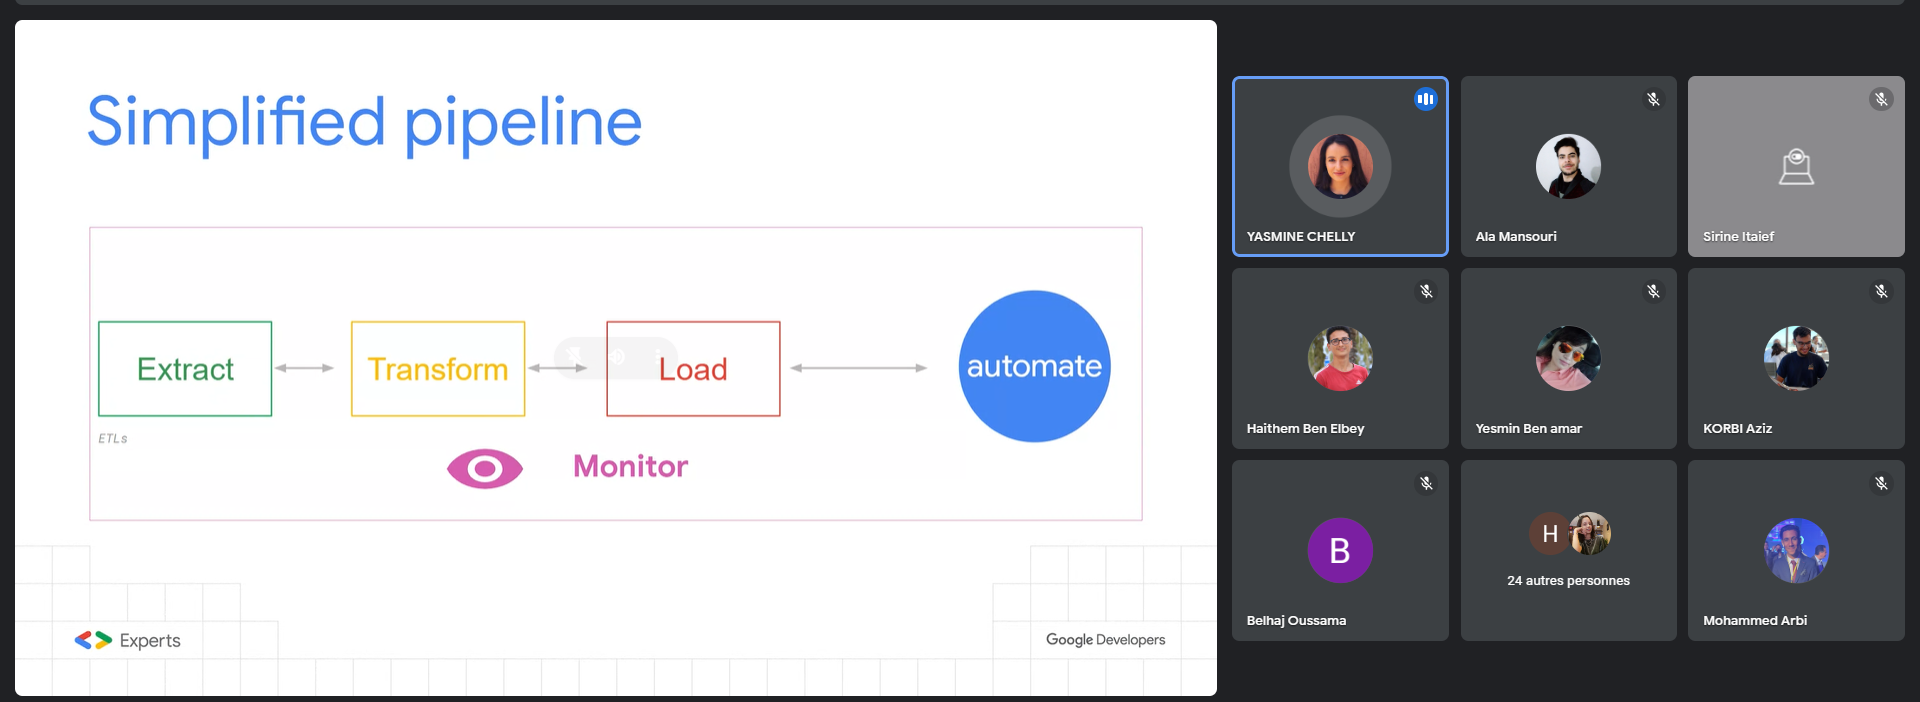 Simplified pipeline
Extract
Transform
Load
automate
ETLs
Monitor
Experts
Google Developers
YASMINE CHELLY
Ala Mansouri
Sirine Itaief
Haithem Ben Elbey
Yesmin Ben amar
KORBI Aziz
B
Belhaj Oussama
H
24 autres personnes
Mohammed Arbi